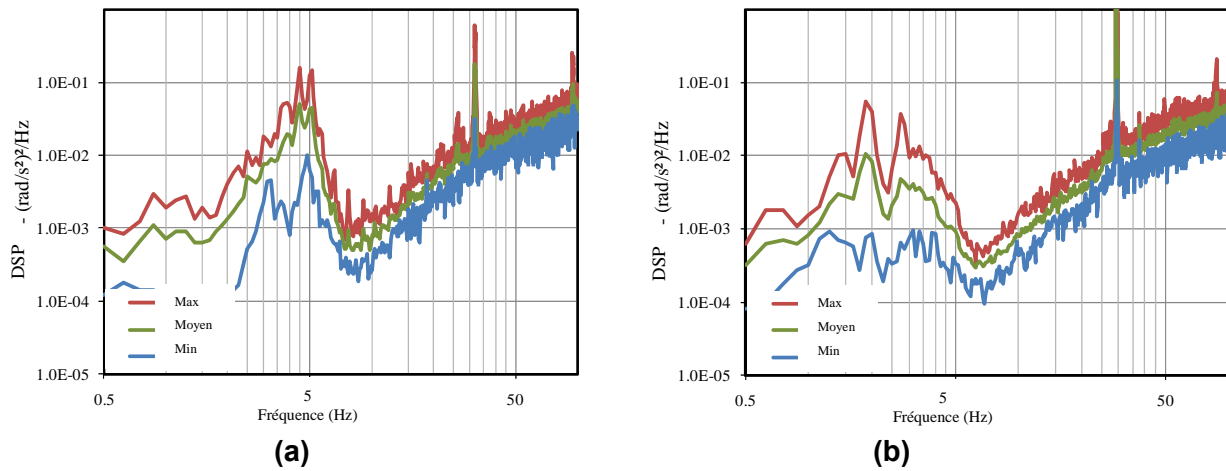 DSP - (rad/s²)²/Hz
1.0E-01
1.0E-02
1.0E-03
1.0E-04
1.0E-05
Max
Moyen
Min
0.5
5
50
Fréquence (Hz)
(a)
DSP - (rad/s²)²/Hz
1.0E-01
1.0E-02
1.0E-03
1.0E-04
1.0E-05
Max
Moyen
Min
0.5
5
50
Fréquence (Hz)
(b)